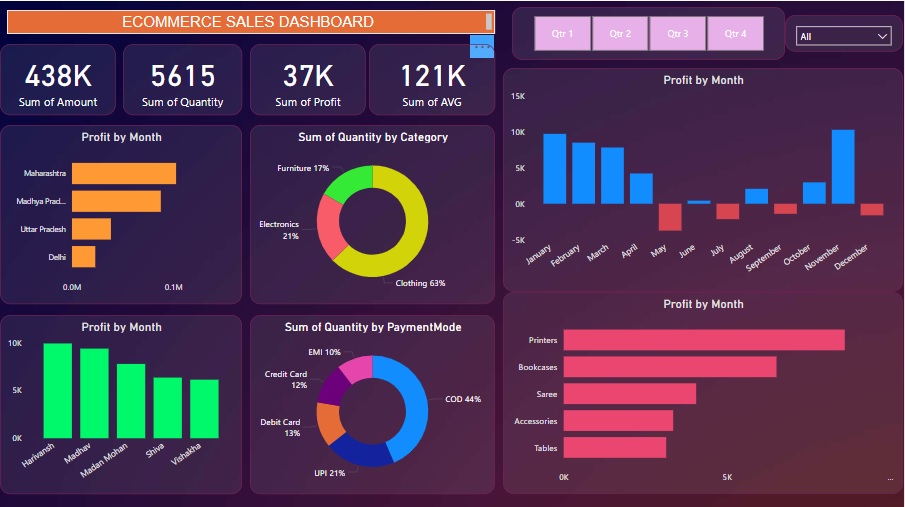 ECOMMERCE SALES DASHBOARD
Qtr 1
Qtr 2
Qtr 3
Qtr 4
All
438K
Sum of Amount
5615
Sum of Quantity
37K
Sum of Profit
121K
Sum of AVG
Profit by Month
Maharashtra
Madhya Prad...
Uttar Pradesh
Delhi
0.0M
0.1M
Sum of Quantity by Category
Furniture 17%
Electronics
21%
Clothing 63%
Profit by Month
15K
10K
5K
0K
-5K
January
February
March
April
May
June
July
August
September
October
November
December
Profit by Month
10K
5K
0K
Harivansh
Madhav
Madan Mohan
Shiva
Vishakha
Sum of Quantity by PaymentMode
EMI 10%
Credit Card
12%
Debit Card
13%
UPI 21%
COD 44%
Profit by Month
Printers
Bookcases
Saree
Accessories
Tables
0K
5K
...